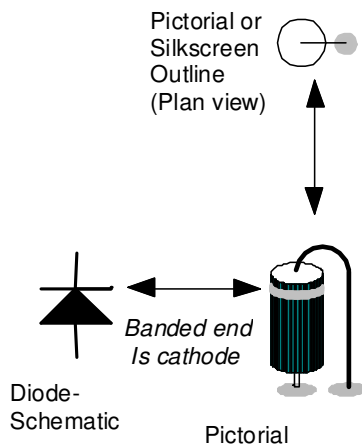 Pictorial or
Silkscreen
Outline
(Plan view)
Banded end
Is cathode
Diode-
Schematic
Pictorial